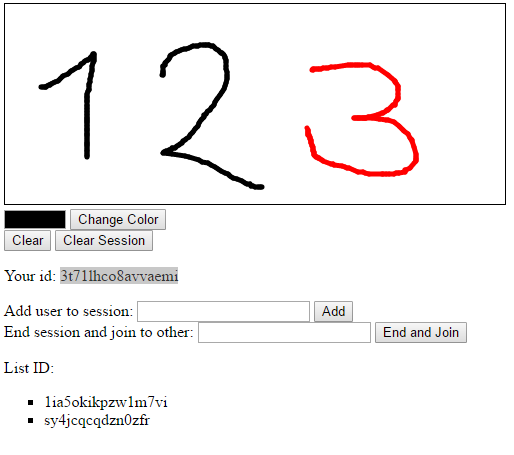 1 2 3
Change Color
Clear Clear Session
Your id: 3t71lhco8avvaemi
Add user to session: Add
End session and join to other: End and Join
List ID:
1ia5okikpzw1m7vi
sy4jcqcqdzn0zfr